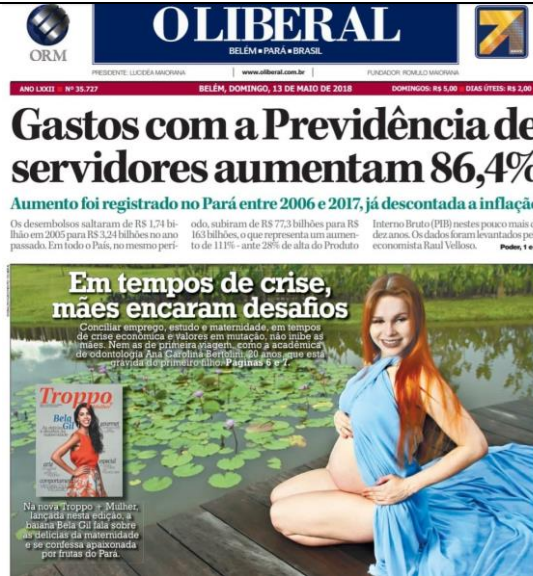 ORM
O LIBERAL
BELÉM ▪ PARÁ ▪ BRASIL
71
PRESIDENTE: LUCIDÉA MAIORANA
www.oliberal.com.br
FUNDADOR: ROMULO MAIORANA
ANO LXXII ■ Nº 35.727
BELÉM, DOMINGO, 13 DE MAIO DE 2018
DOMINGOS: R$ 5,00 ■ DIAS ÚTEIS: R$ 2,00
Gastos com a Previdência de
servidores aumentam 86,4%
Aumento foi registrado no Pará entre 2006 e 2017, já descontada a inflação
Os desembolsos saltaram de R$ 1,74 bi-
lhão em 2005 para R$ 3,24 bilhões no ano
passado. Em todo o País, no mesmo perí-
odo, subiram de R$ 77,3 bilhões para R$
163 bilhões, o que representa um aumen-
to de 111% - ante 28% de alta do Produto
Interno Bruto (PIB) nestes pouco mais
dez anos. Os dados foram levantados pe
economista Raul Velloso.
Poder, 1 e
Em tempos de crise,
mães encaram desafios
Conciliar emprego, estudo e maternidade, em tempos
de crise econômica e valores em mutação, não inibe as
mães. Nem as de primeira viagem, como a acadêmica
de odontologia Ana Carolina Bertolini, 20 anos, que está
grávida do primeiro filho. Páginas 6 e 7.
Troppo
Bela
Gil
gourmet
arte
especial
comportamento
Na nova Troppo + Mulher,
lançada nesta edição, a
baiana Bela Gil fala sobre
as delícias da maternidade
e se confessa apaixonada
por frutas do Pará.